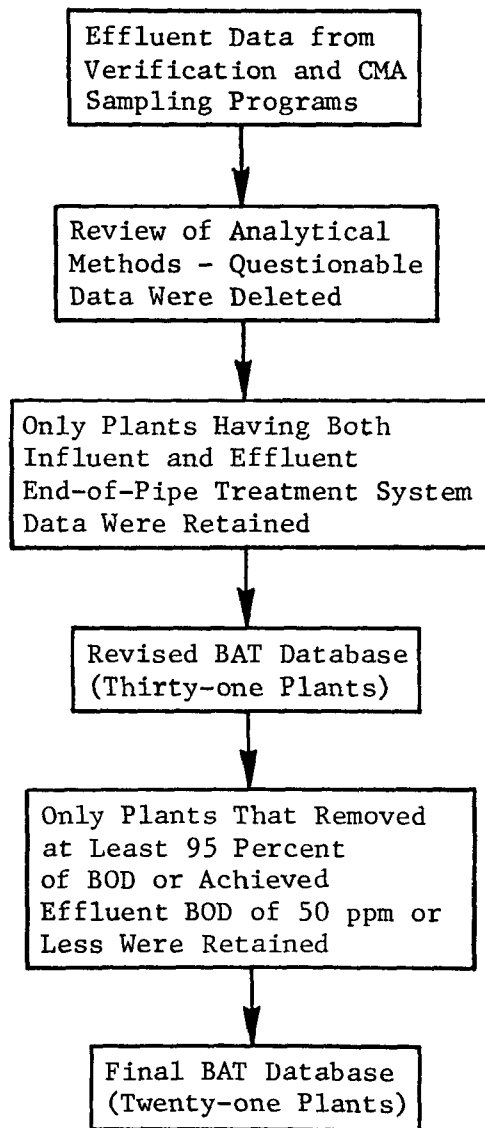 Effluent Data from
Verification and CMA
Sampling Programs
Review of Analytical
Methods - Questionable
Data Were Deleted
Only Plants Having Both
Influent and Effluent
End-of-Pipe Treatment System
Data Were Retained
Revised BAT Database
(Thirty-one Plants)
Only Plants That Removed
at Least 95 Percent
of BOD or Achieved
Effluent BOD of 50 ppm or
Less Were Retained
Final BAT Database
(Twenty-one Plants)